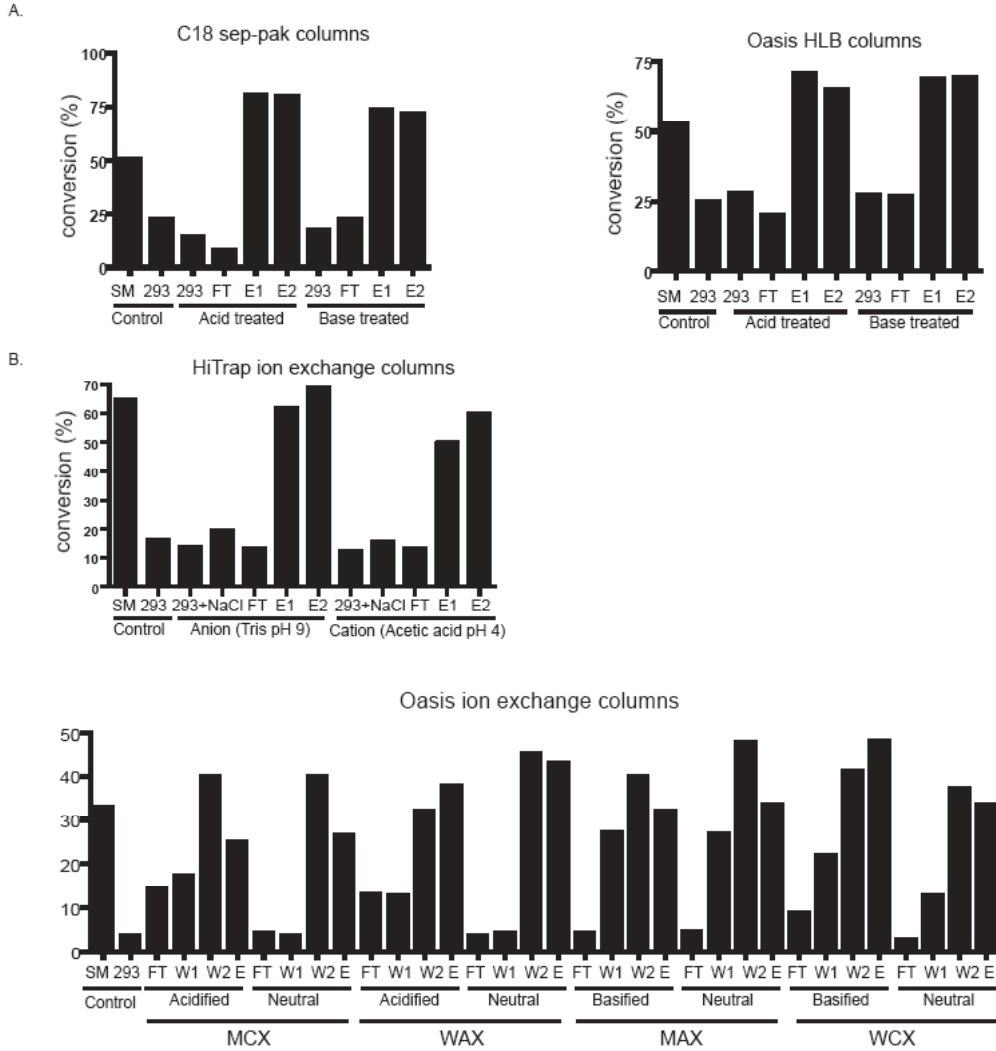 A.
C18 sep-pak columns
conversion (%)
100
75
50
25
0
SM 293 293 FT E1 E2 293 FT E1 E2
Control Acid treated Base treated
Oasis HLB columns
conversion (%)
75
50
25
0
SM 293 293 FT E1 E2 293 FT E1 E2
Control Acid treated Base treated
B.
HiTrap ion exchange columns
conversion (%)
70
60
50
40
30
20
10
0
SM 293 293+NaCl FT E1 E2 293+NaCl FT E1 E2
Control Anion (Tris pH 9) Cation (Acetic acid pH 4)
Oasis ion exchange columns
50
40
30
20
10
0
SM 293 FT W1 W2 E FT W1 W2 E FT W1 W2 E FT W1 W2 E FT W1 W2 E FT W1 W2 E FT W1 W2 E FT W1 W2 E
Control Acidified Neutral Acidified Neutral Basified Neutral Basified Neutral
MCX WAX MAX WCX